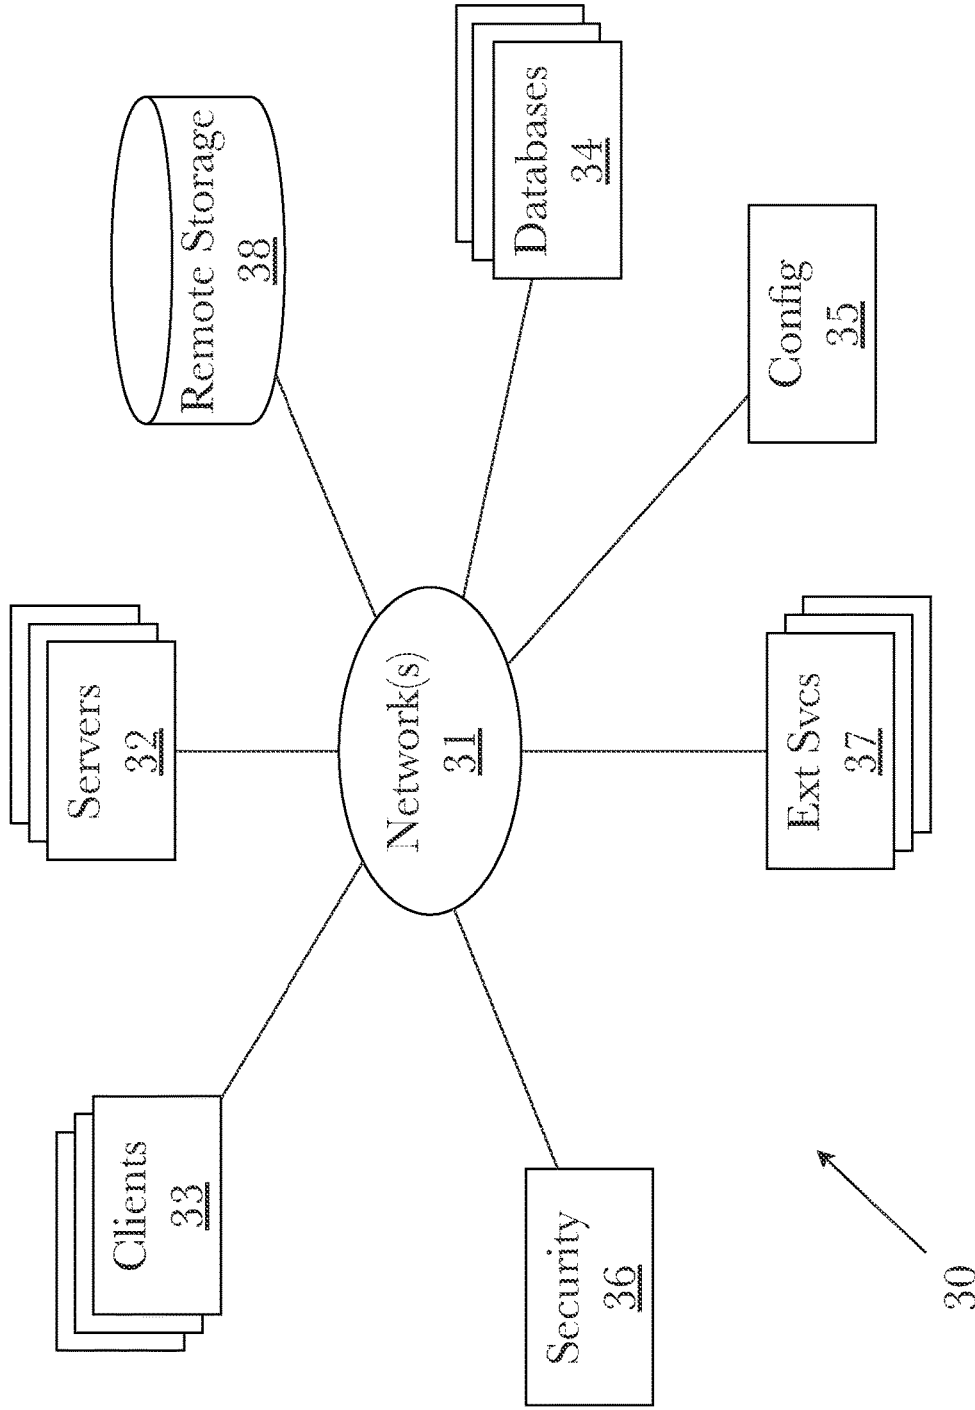 Servers
32
Clients
33
Remote Storage
38
Network(s)
31
Databases
34
Security
36
Ext Svcs
37
Config
35
30